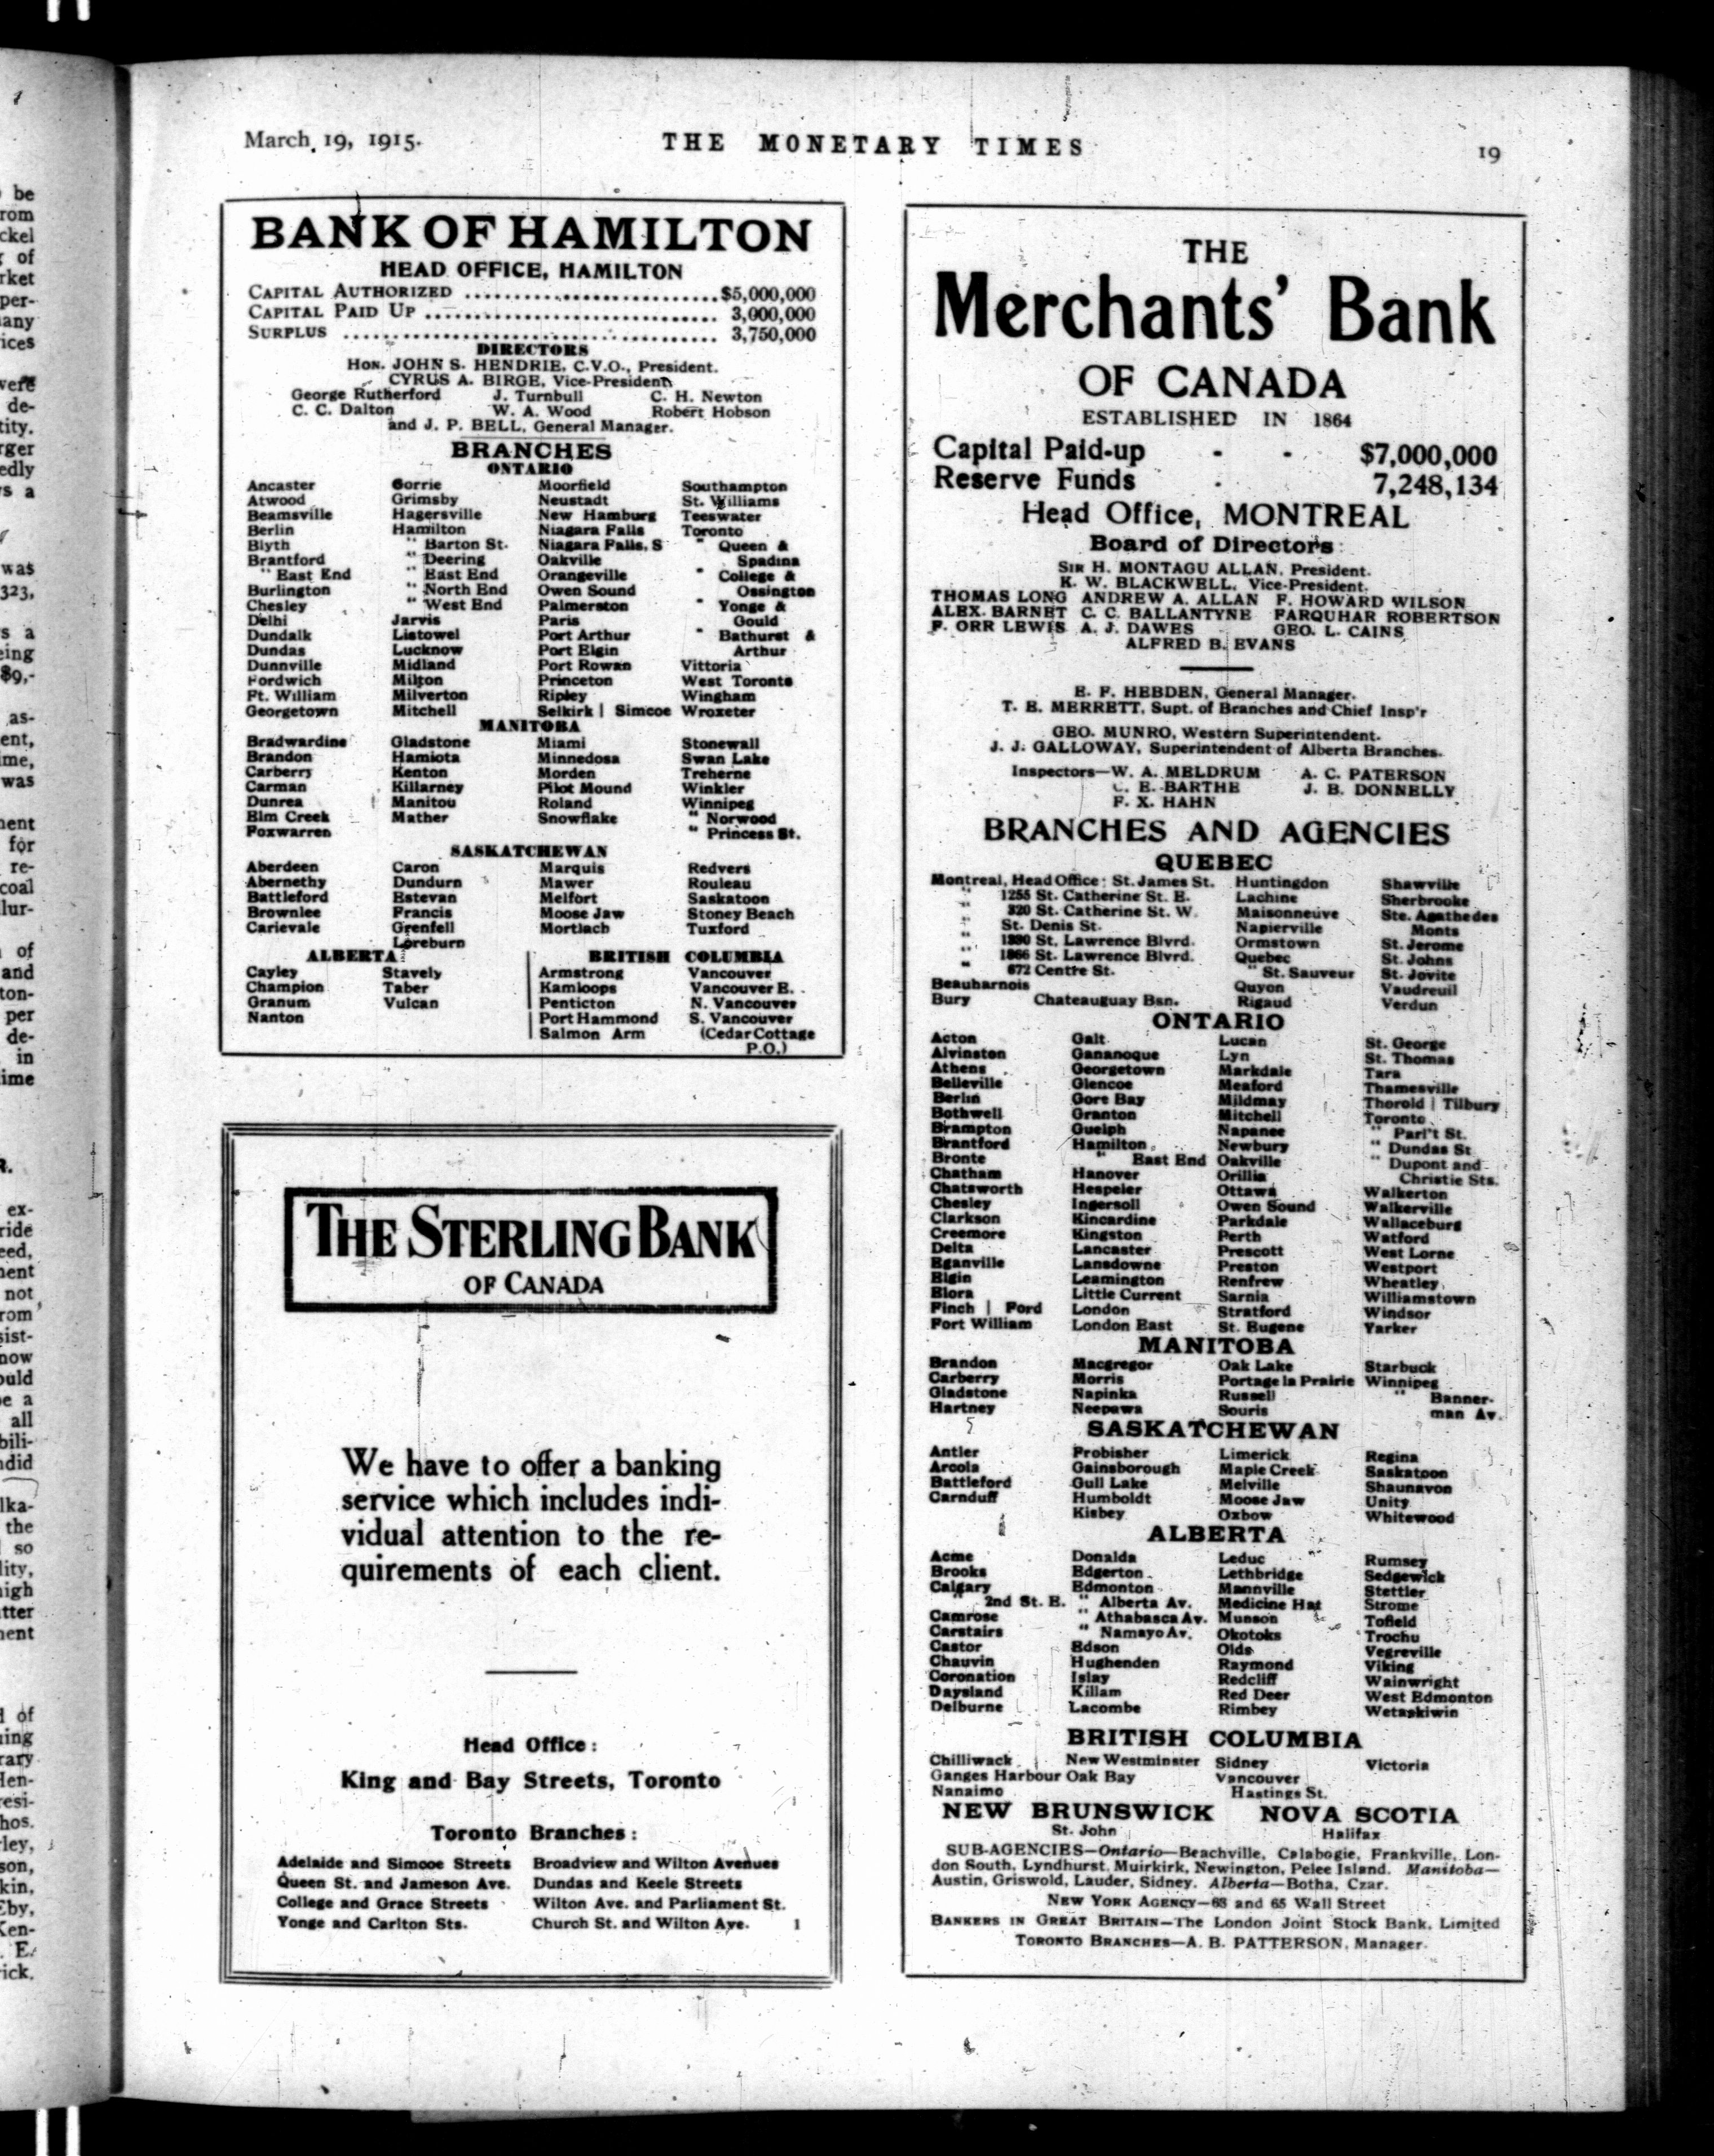 March 19, 1915.
THE MONETARY TIMES
19
BANK OF HAMILTON
HEAD OFFICE, HAMILTON
CAPITAL AUTHORIZED $5,000,000
CAPITAL PAID UP 3,000,000
SURPLUS 3,750,000
DIRECTORS
HON. JOHN S. HENDRIE, C.V.O., President.
CYRUS A. BIRGE, Vice-President
George Rutherford J. Turnbull C. H. Newton
C. C. Dalton W. A. Wood Robert Hobson
and J. P. BELL, General Manager.
BRANCHES
ONTARIO
Ancaster Gorrie Moorfield Southampton
Atwood Grimsby Neustadt St. Williams
Beamsville Hagersville New Hamburg Teeswater
Berlin Hamilton Niagara Falls Toronto
Blyth " Barton St. Niagara Falls, S " Queen &
Brantford " Deering Oakville Spadina
" East End " East End Orangeville " College &
Burlington " North End Owen Sound Ossington
Chesley " West End Palmerston " Yonge &
Delhi Jarvis Paris Gould
Dundalk Listowel Port Arthur " Bathurst &
Dundas Lucknow Port Elgin Arthur
Dunnville Midland Port Rowan Vittoria
Fordwich Milton Princeton West Toronto
Ft. William Milverton Ripley Wingham
Georgetown Mitchell Selkirk | Simcoe Wroxeter
MANITOBA
Bradwardine Gladstone Miami Stonewall
Brandon Hamiota Minnedosa Swan Lake
Carberry Kenton Morden Treherne
Carman Killarney Pilot Mound Winkler
Dunrea Manitou Roland Winnipeg
Elm Creek Mather Snowflake " Norwood
Foxwarren " Princess St.
SASKATCHEWAN
Aberdeen Caron Marquis Redvers
Abernethy Dundurn Mawer Rouleau
Battleford Estevan Melfort Saskatoon
Brownlee Francis Moose Jaw Stoney Beach
Carievale Grenfell Mortlach Tuxford
Loreburn
ALBERTA BRITISH COLUMBIA
Cayley Stavely Armstrong Vancouver
Champion Taber Kamloops Vancouver E.
Granum Vulcan Penticton N. Vancouver
Nanton Port Hammond S. Vancouver
Salmon Arm (Cedar Cottage
P.O.)
THE STERLING BANK
OF CANADA
We have to offer a banking
service which includes indi-
vidual attention to the re-
quirements of each client.
Head Office:
King and Bay Streets, Toronto
Toronto Branches:
Adelaide and Simcoe Streets Broadview and Wilton Avenues
Queen St. and Jameson Ave. Dundas and Keele Streets
College and Grace Streets Wilton Ave. and Parliament St.
Yonge and Carlton Sts. Church St. and Wilton Ave. 1
THE
Merchants' Bank
OF CANADA
ESTABLISHED IN 1864
Capital Paid-up - - $7,000,000
Reserve Funds - 7,248,134
Head Office, MONTREAL
Board of Directors:
SIR H. MONTAGU ALLAN, President.
K. W. BLACKWELL, Vice-President.
THOMAS LONG ANDREW A. ALLAN F. HOWARD WILSON
ALEX. BARNET C. C. BALLANTYNE FARQUHAR ROBERTSON
F. ORR LEWIS A. J. DAWES GEO. L. CAINS
ALFRED B. EVANS
E. F. HEBDEN, General Manager.
T. E. MERRETT, Supt. of Branches and Chief Insp'r
GEO. MUNRO, Western Superintendent.
J. J. GALLOWAY, Superintendent of Alberta Branches.
Inspectors—W. A. MELDRUM A. C. PATERSON
C. E. BARTHE J. B. DONNELLY
F. X. HAHN
BRANCHES AND AGENCIES
QUEBEC
Montreal, Head Office: St. James St. Huntingdon Shawville
" 1255 St. Catherine St. E. Lachine Sherbrooke
" 320 St. Catherine St. W. Maisonneuve Ste. Agathe des
" St. Denis St. Napierville Monts
" 1330 St. Lawrence Blvrd. Ormstown St. Jerome
" 1866 St. Lawrence Blvrd. Quebec St. Johns
" 672 Centre St. " St. Sauveur St. Jovite
Beauharnois Quyon Vaudreuil
Bury Chateauguay Bsn. Rigaud Verdun
ONTARIO
Acton Galt Lucan St. George
Alvinston Gananoque Lyn St. Thomas
Athens Georgetown Markdale Tara
Belleville Glencoe Meaford Thamesville
Berlin Gore Bay Mildmay Thorold | Tilbury
Bothwell Granton Mitchell Toronto
Brampton Guelph Napanee " Parl't St.
Brantford Hamilton Newbury " Dundas St
Bronte " East End Oakville " Dupont and
Chatham Hanover Orillia Christie Sts.
Chatsworth Hespeler Ottawa Walkerton
Chesley Ingersoll Owen Sound Walkerville
Clarkson Kincardine Parkdale Wallaceburg
Creemore Kingston Perth Watford
Delta Lancaster Prescott West Lorne
Eganville Lansdowne Preston Westport
Elgin Leamington Renfrew Wheatley
Elora Little Current Sarnia Williamstown
Finch | Ford London Stratford Windsor
Fort William London East St. Eugene Yarker
MANITOBA
Brandon Macgregor Oak Lake Starbuck
Carberry Morris Portage la Prairie Winnipeg
Gladstone Napinka Russell " Banner-
Hartney Neepawa Souris man Av.
SASKATCHEWAN
Antler Frobisher Limerick Regina
Arcola Gainsborough Maple Creek Saskatoon
Battleford Gull Lake Melville Shaunavon
Carnduff Humboldt Moose Jaw Unity
Kisbey Oxbow Whitewood
ALBERTA
Acme Donalda Leduc Rumsey
Brooks Edgerton Lethbridge Sedgewick
Calgary Edmonton Mannville Stettler
" 2nd St. E. " Alberta Av. Medicine Hat Strome
Camrose " Athabasca Av. Munson Tofield
Carstairs " Namayo Av. Okotoks Trochu
Castor Edson Olds Vegreville
Chauvin Hughenden Raymond Viking
Coronation Islay Redcliff Wainwright
Daysland Killam Red Deer West Edmonton
Delburne Lacombe Rimbey Wetaskiwin
BRITISH COLUMBIA
Chilliwack New Westminster Sidney Victoria
Ganges Harbour Oak Bay Vancouver
Nanaimo Hastings St.
NEW BRUNSWICK NOVA SCOTIA
St. John Halifax
SUB-AGENCIES—Ontario—Beachville, Calabogie, Frankville, Lon-
don South, Lyndhurst, Muirkirk, Newington, Pelee Island. Manitoba—
Austin, Griswold, Lauder, Sidney. Alberta—Botha, Czar.
NEW YORK AGENCY—63 and 65 Wall Street
BANKERS IN GREAT BRITAIN—The London Joint Stock Bank, Limited
TORONTO BRANCHES—A. B. PATTERSON, Manager.